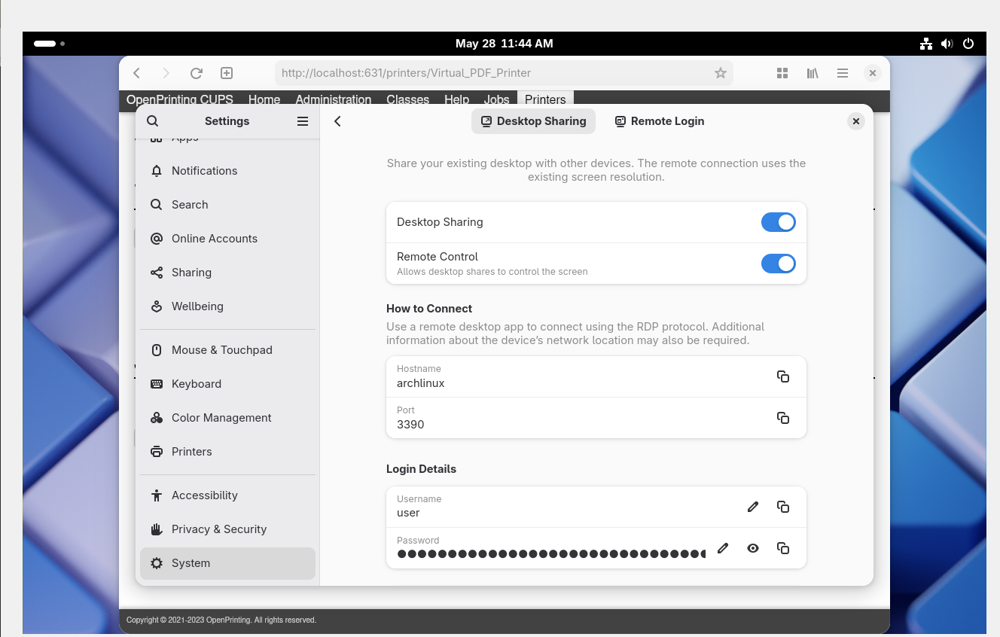 May 28 11:44 AM
http://localhost:631/printers/Virtual_PDF_Printer
OpenPrinting CUPS Home Administration Classes Help Jobs Printers
Settings
Desktop Sharing
Remote Login
Apps
Notifications
Search
Online Accounts
Sharing
Wellbeing
Mouse & Touchpad
Keyboard
Color Management
Printers
Accessibility
Privacy & Security
System
Share your existing desktop with other devices. The remote connection uses the
existing screen resolution.
Desktop Sharing
Remote Control
Allows desktop shares to control the screen
How to Connect
Use a remote desktop app to connect using the RDP protocol. Additional
information about the device’s network location may also be required.
Hostname
archlinux
Port
3390
Login Details
Username
user
Password
Copyright © 2021-2023 OpenPrinting. All rights reserved.